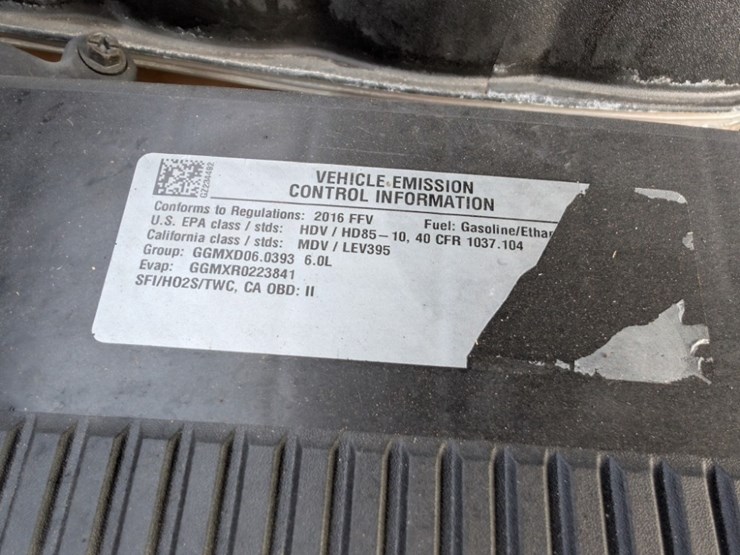 VEHICLE EMISSION
CONTROL INFORMATION
Conforms to Regulations: 2016 FFV Fuel: Gasoline/Ethan
U.S. EPA class / stds: HDV / HD85-10, 40 CFR 1037.104
California class / stds: MDV / LEV395
Group: GGMXD06.0393 6.0L
Evap: GGMXR0223841
SFI/HO2S/TWC, CA OBD: II